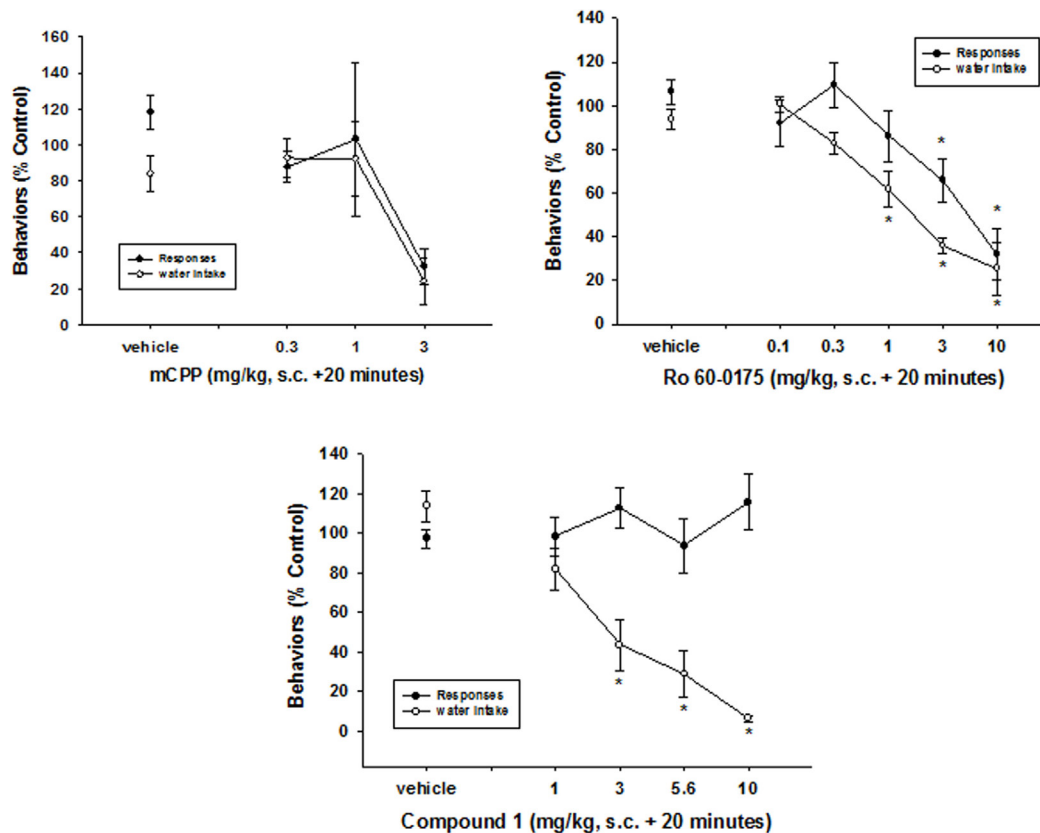 160
140
120
100
80
60
40
20
0
Behaviors (% Control)
Responses
water intake
vehicle 0.3 1 3
mCPP (mg/kg, s.c. +20 minutes)
140
120
100
80
60
40
20
0
Behaviors (% Control)
Responses
water intake
*
*
*
*
*
vehicle 0.1 0.3 1 3 10
Ro 60-0175 (mg/kg, s.c. + 20 minutes)
140
120
100
80
60
40
20
0
Behaviors (% Control)
Responses
water intake
*
*
*
vehicle 1 3 5.6 10
Compound 1 (mg/kg, s.c. + 20 minutes)